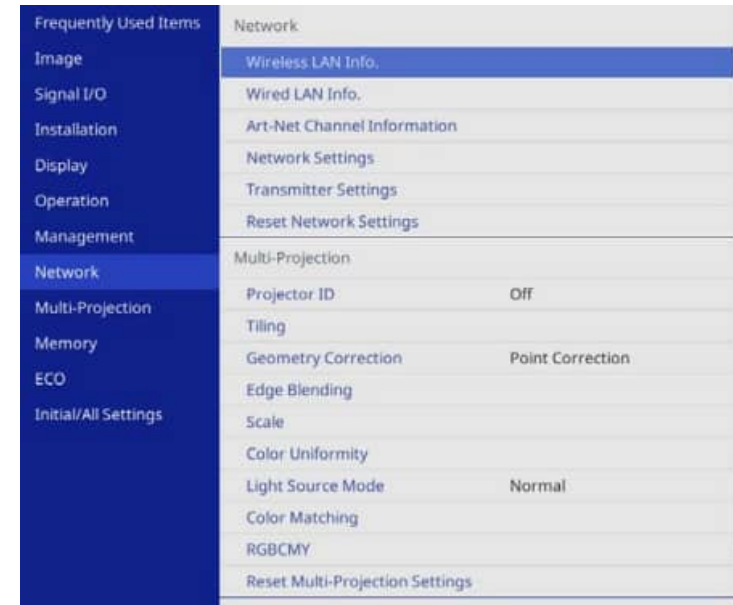 Frequently Used Items
Image
Signal I/O
Installation
Display
Operation
Management
Network
Multi-Projection
Memory
ECO
Initial/All Settings
Network
Wireless LAN Info.
Wired LAN Info.
Art-Net Channel Information
Network Settings
Transmitter Settings
Reset Network Settings
Multi-Projection
Projector ID Off
Tiling
Geometry Correction Point Correction
Edge Blending
Scale
Color Uniformity
Light Source Mode Normal
Color Matching
RGBCMY
Reset Multi-Projection Settings